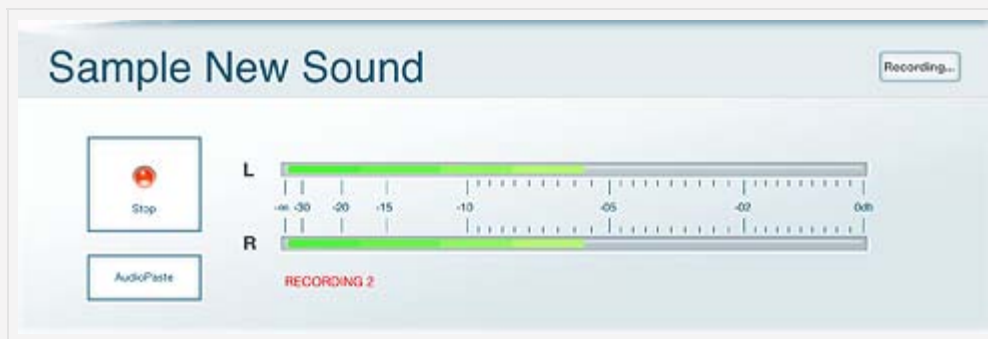 Sample New Sound
Recording...
L
Stop
-∞ -30 -20 -15 -10 -05 -02 0db
R
AudioPaste
RECORDING 2